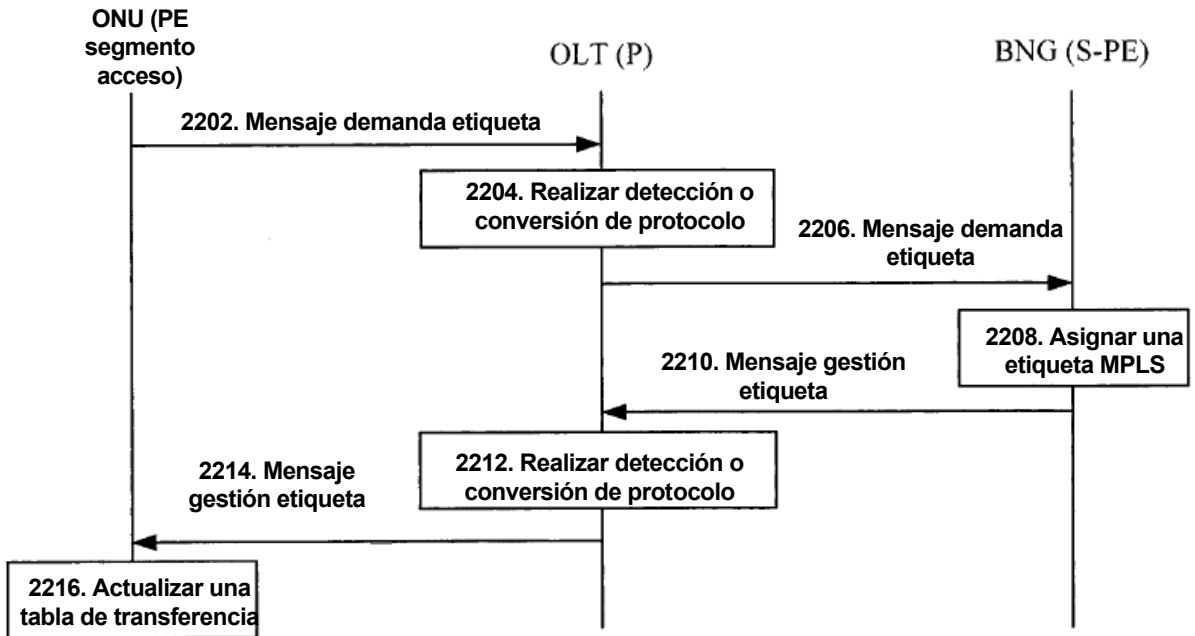 ONU (PE
segmento
acceso)
OLT (P)
BNG (S-PE)
2202. Mensaje demanda etiqueta
2204. Realizar detección o
conversión de protocolo
2206. Mensaje demanda
etiqueta
2208. Asignar una
etiqueta MPLS
2210. Mensaje gestión
etiqueta
2212. Realizar detección o
conversión de protocolo
2214. Mensaje
gestión etiqueta
2216. Actualizar una
tabla de transferencia